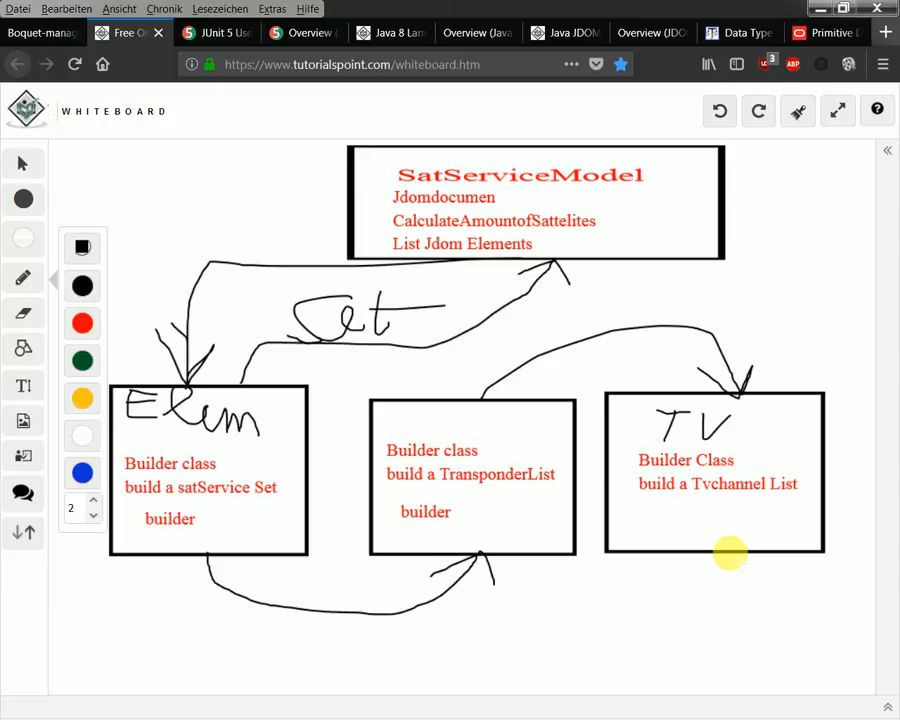 Datei Bearbeiten Ansicht Chronik Lesezeichen Extras Hilfe
Boquet-manag Free O JUnit 5 Use Overview ( Java 8 Lam Overview (Java Java JDOM Overview (JDO Data Type Primitive D
https://www.tutorialspoint.com/whiteboard.htm
3
ABP
WHITEBOARD
SatServiceModel
Jdomdocumen
CalculateAmountofSattelites
List Jdom Elements
Set
Elem
Builder class
build a satService Set
builder
Builder class
build a TransponderList
builder
TV
Builder Class
build a Tvchannel List
T
2